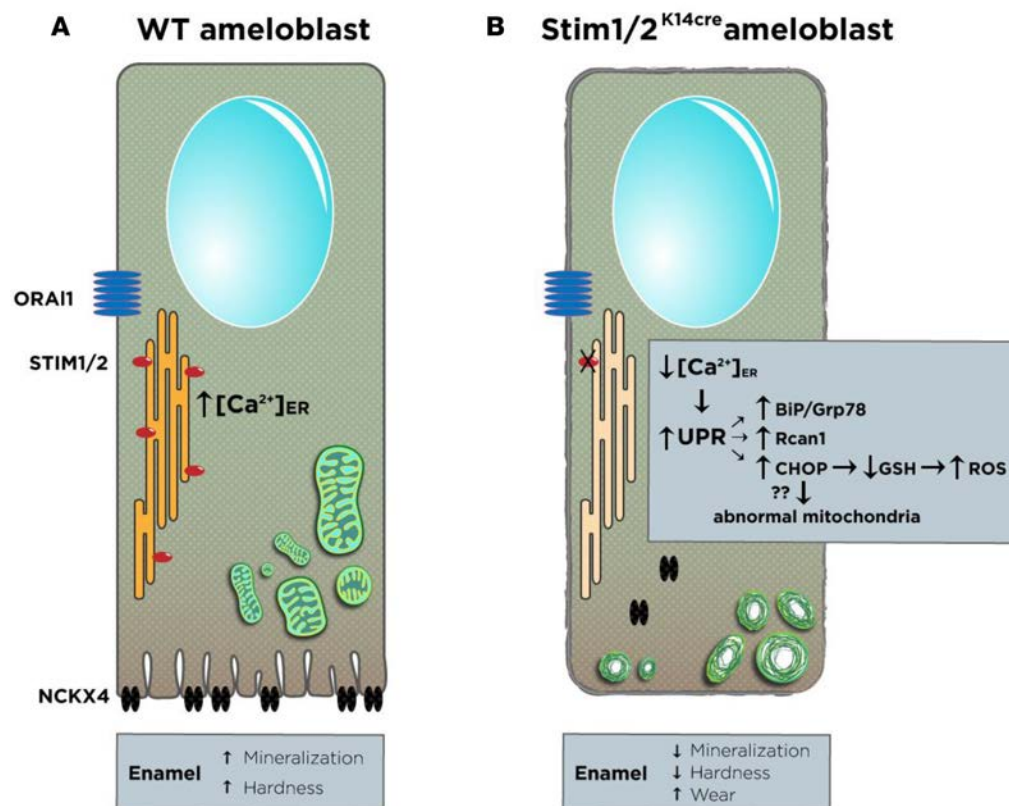 A WT ameloblast
B Stim1/2K14cre ameloblast
ORAI1
STIM1/2
↑[Ca2+]ER
NCKX4
Enamel
↑ Mineralization
↑ Hardness
↓[Ca2+]ER
↓
↑UPR
↗ ↑ BiP/Grp78
→ ↑ Rcan1
↘ ↑ CHOP → ↓GSH → ↑ROS
?? ↓
abnormal mitochondria
Enamel
↓ Mineralization
↓ Hardness
↑ Wear